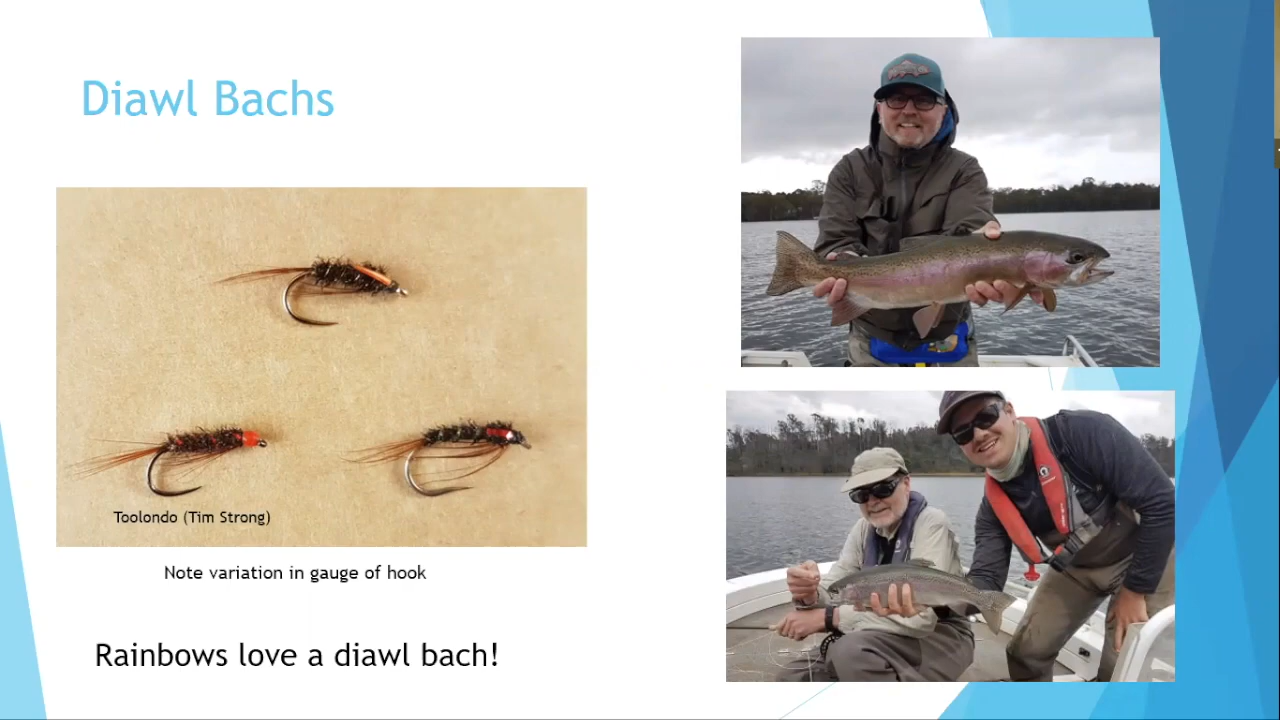 Diawl Bachs
Toolondo (Tim Strong)
Note variation in gauge of hook
Rainbows love a diawl bach!